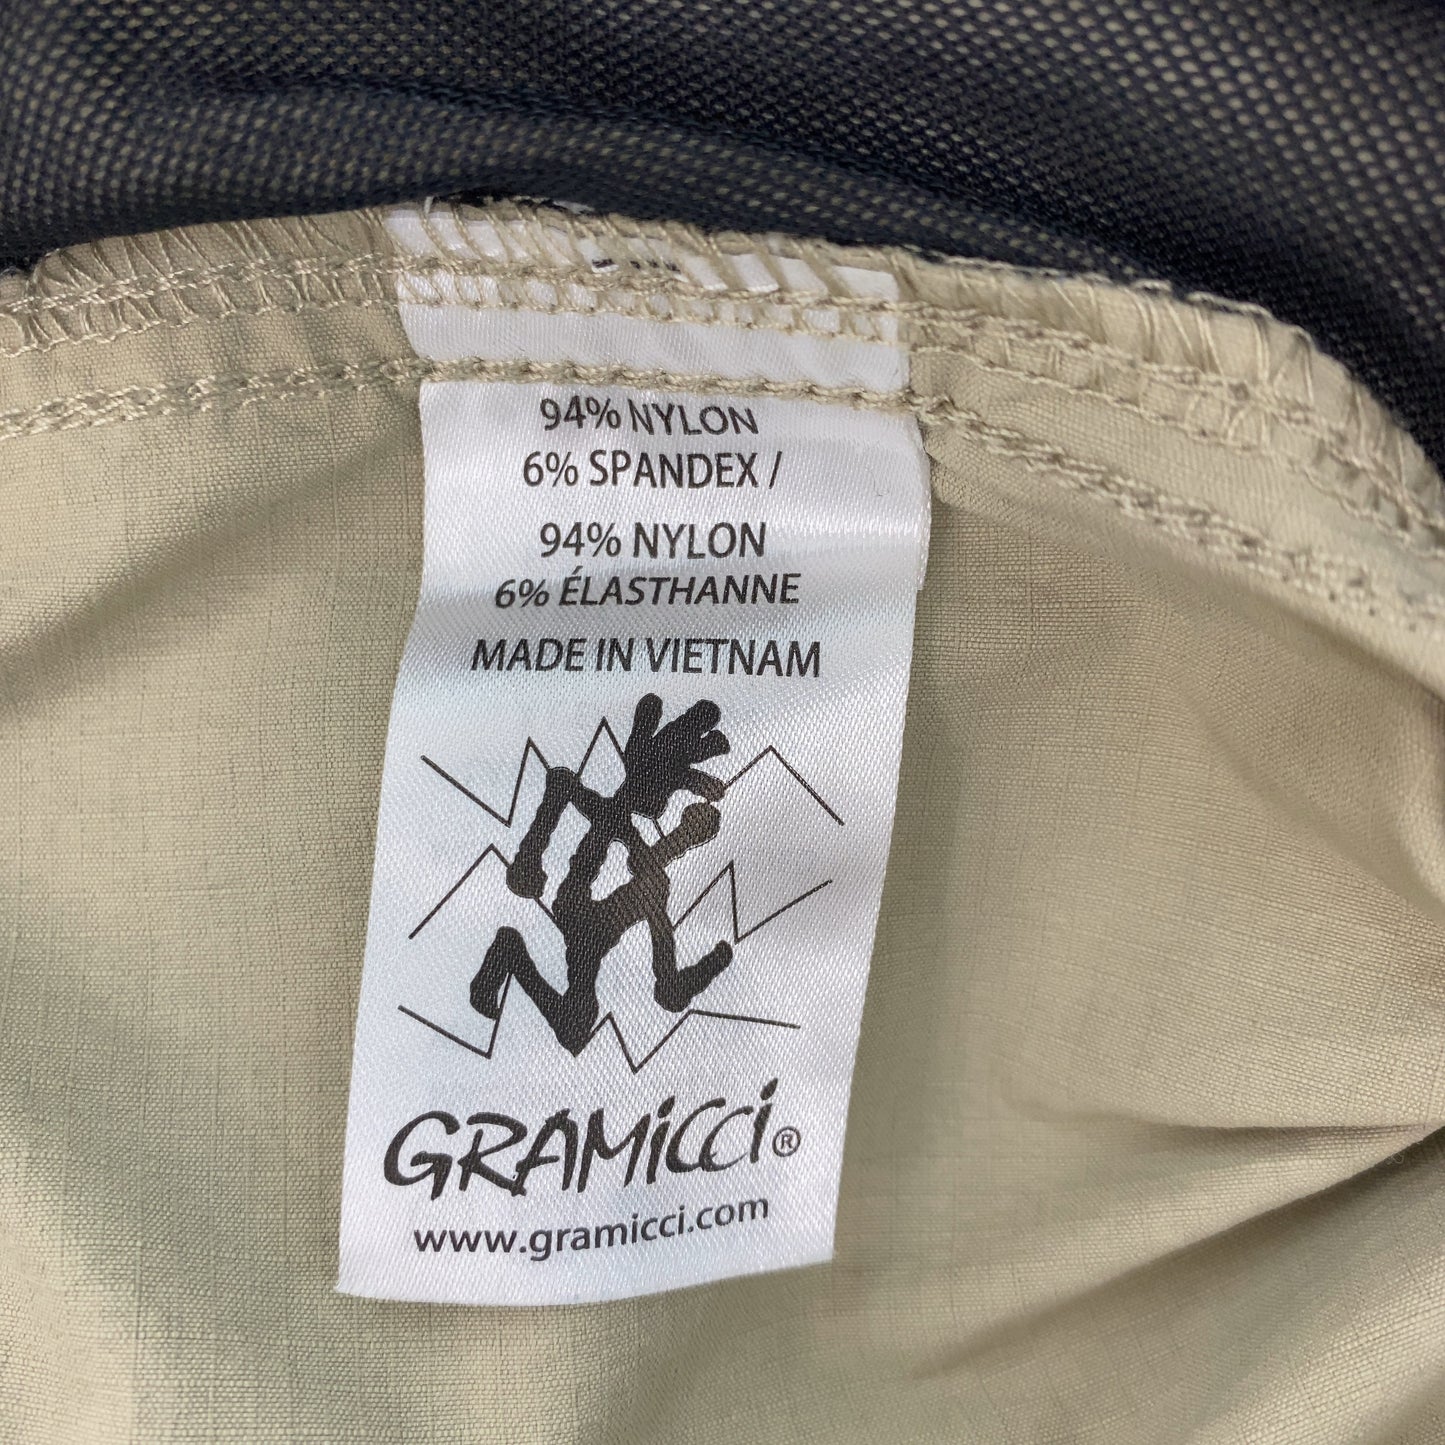 94% NYLON
6% SPANDEX /
94% NYLON
6% ÉLASTHANNE
MADE IN VIETNAM
GRAMiCCi®
www.gramicci.com